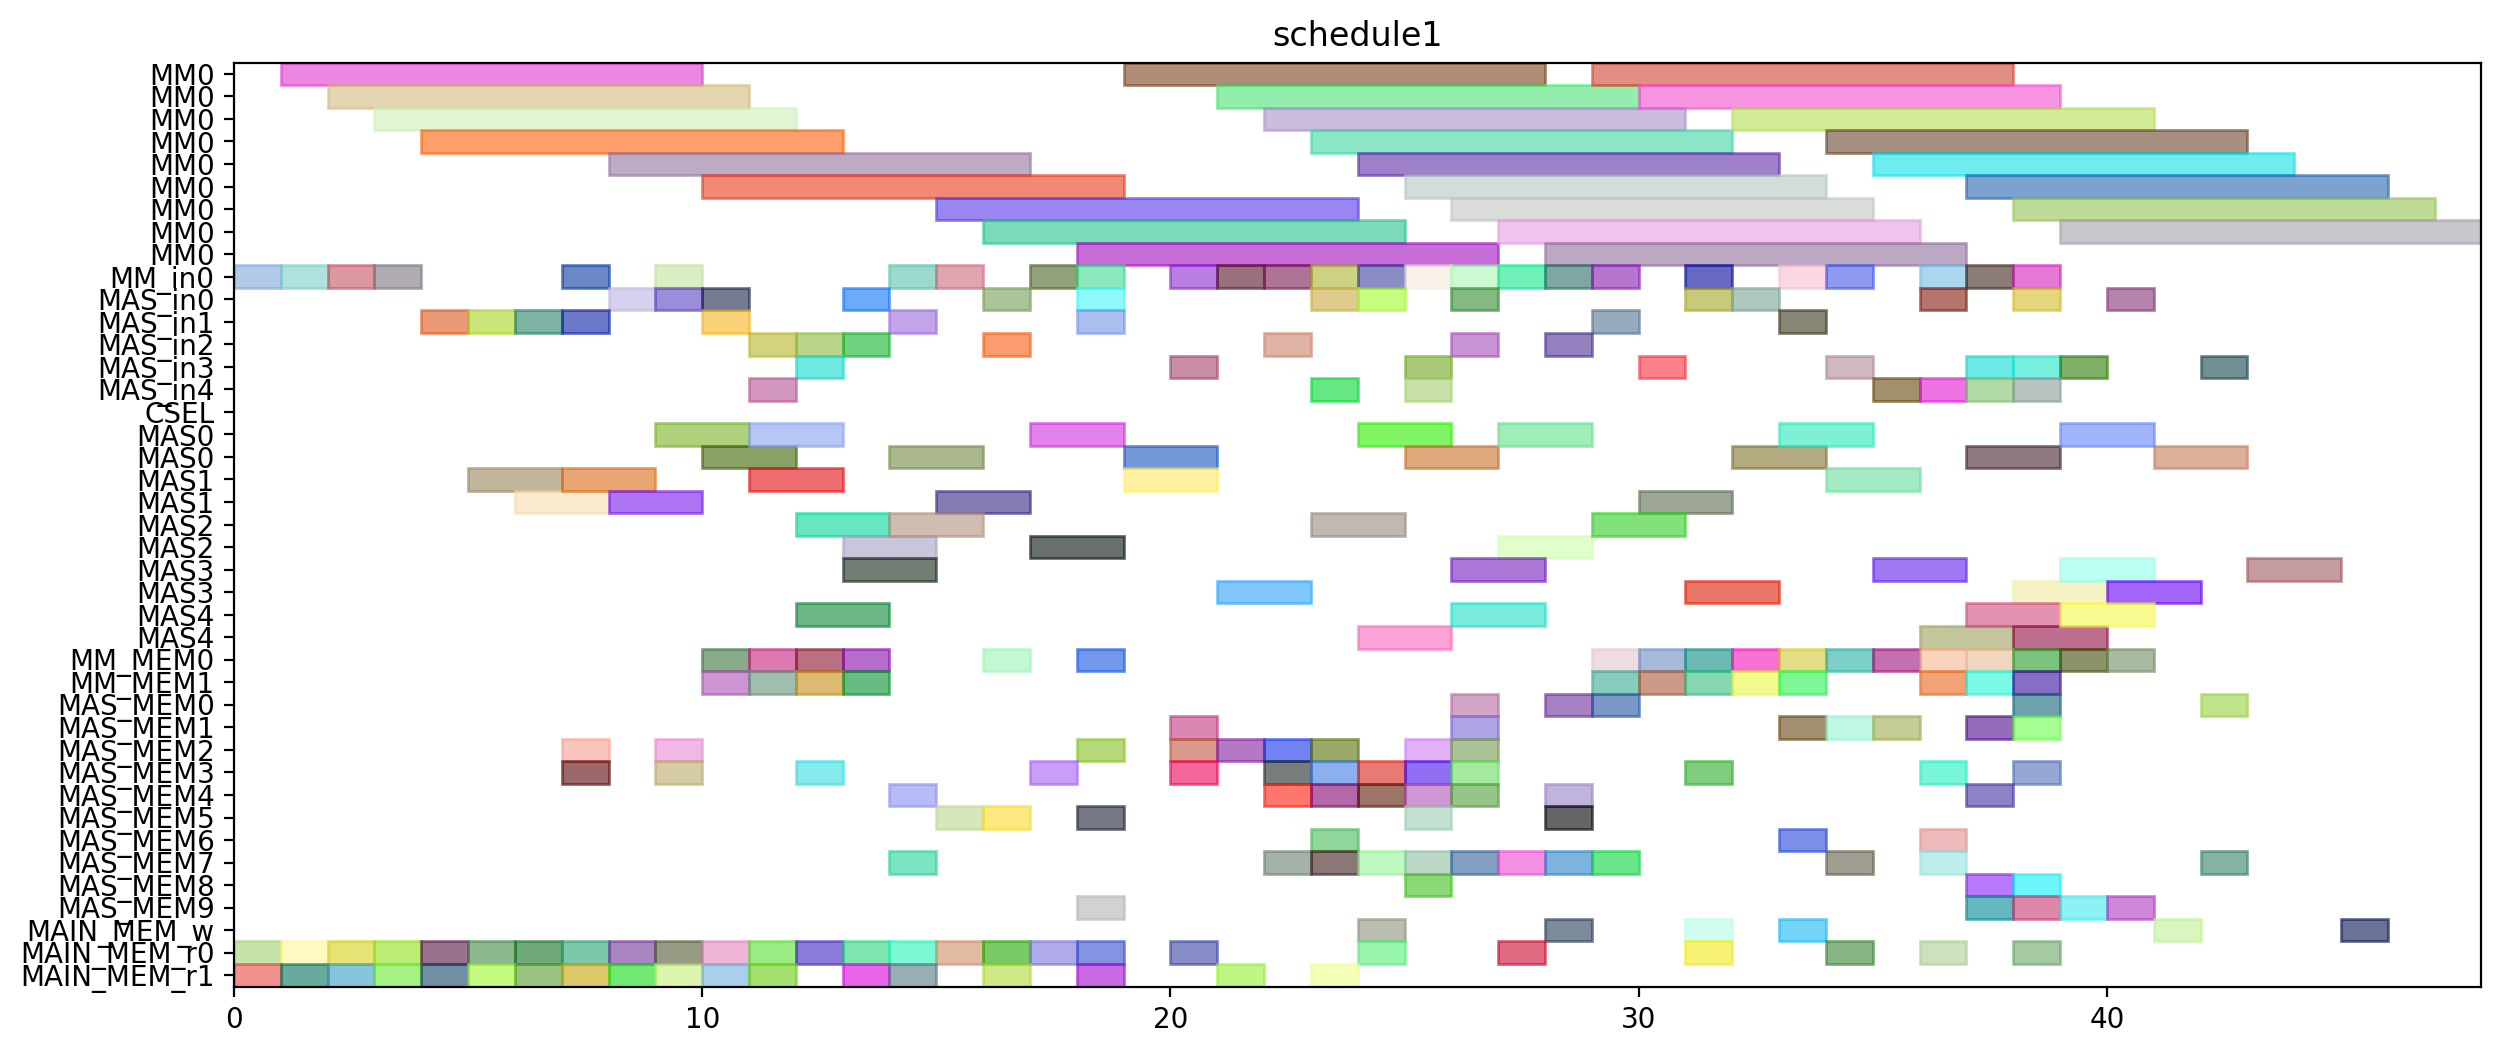 schedule1
MM0
MM0
MM0
MM0
MM0
MM0
MM0
MM0
MM0
MM_in0
MAS_in0
MAS_in1
MAS_in2
MAS_in3
MAS_in4
CSEL
MAS0
MAS0
MAS1
MAS1
MAS2
MAS2
MAS3
MAS3
MAS4
MAS4
MM_MEM0
MM_MEM1
MAS_MEM0
MAS_MEM1
MAS_MEM2
MAS_MEM3
MAS_MEM4
MAS_MEM5
MAS_MEM6
MAS_MEM7
MAS_MEM8
MAS_MEM9
MAIN_MEM_w
MAIN_MEM_r0
MAIN_MEM_r1
0 10 20 30 40